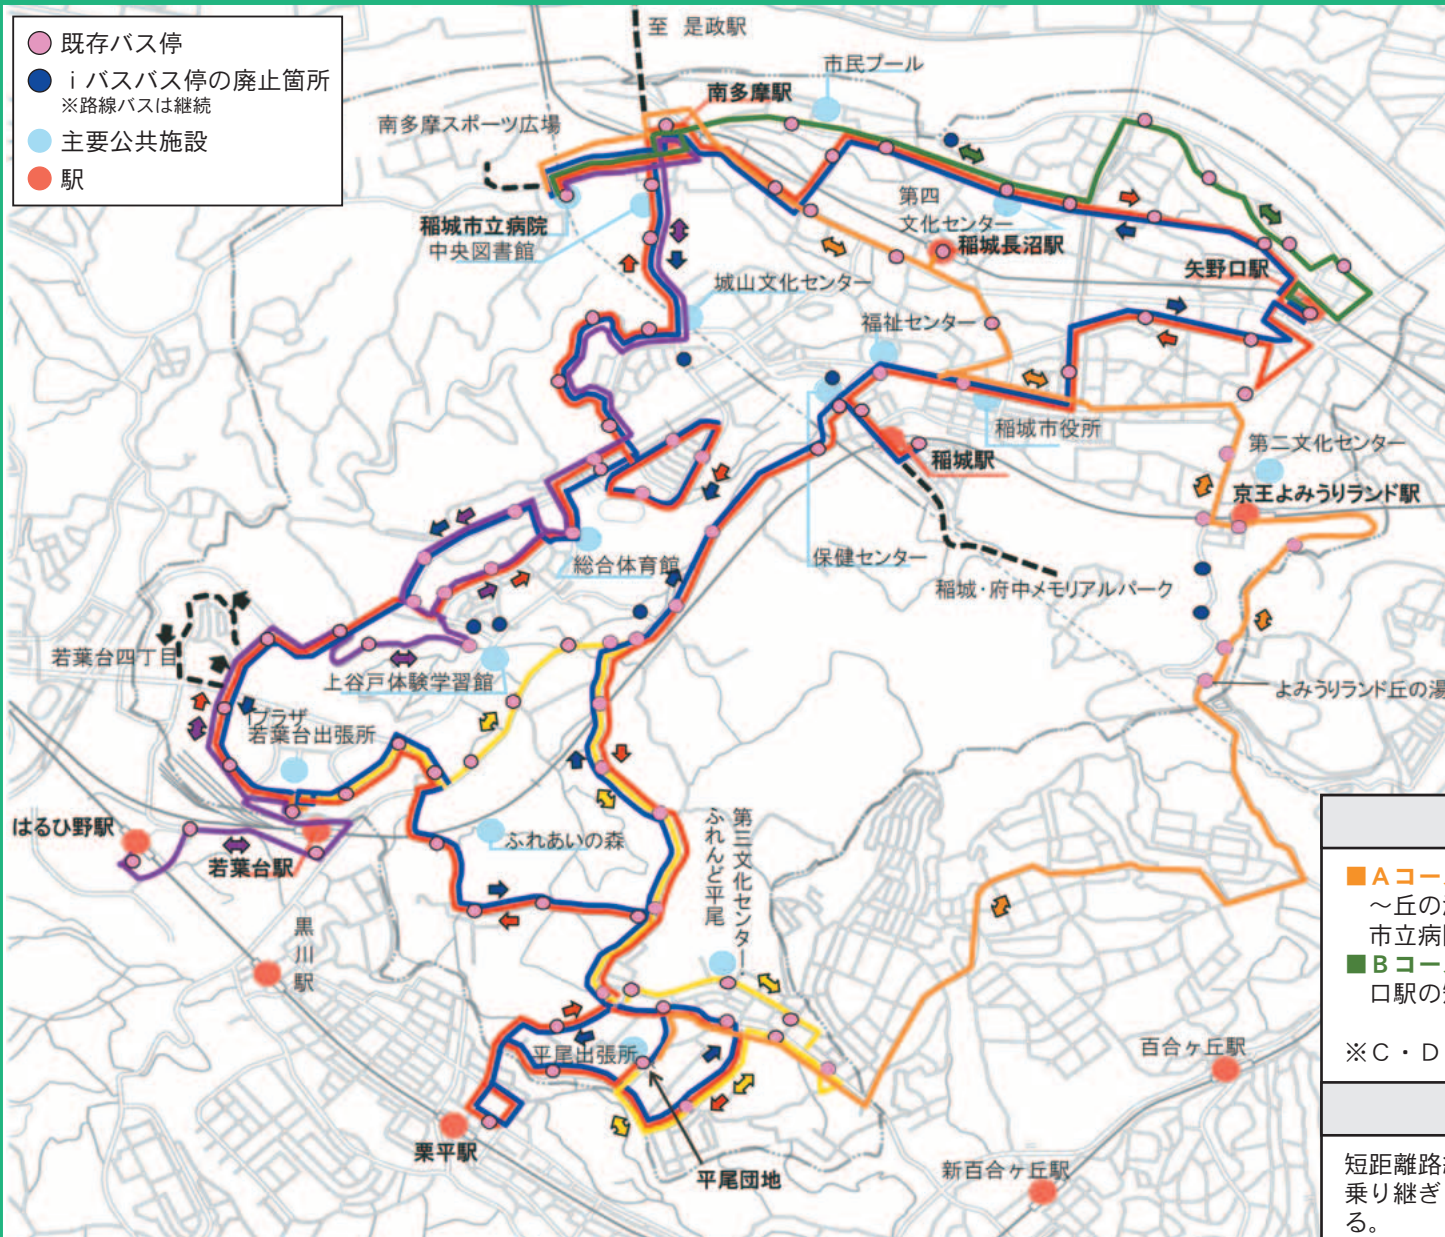 既存バス停
ｉバスバス停の廃止箇所
※路線バスは継続
主要公共施設
駅
至 是政駅
市民プール
南多摩駅
南多摩スポーツ広場
第四
文化センター
稲城市立病院
中央図書館
稲城長沼駅
矢野口駅
城山文化センター
福祉センター
稲城市役所
第二文化センター
稲城駅
京王よみうりランド駅
保健センター
総合体育館
稲城・府中メモリアルパーク
若葉台四丁目
上谷戸体験学習館
よみうりランド丘の湯
iプラザ
若葉台出張所
はるひ野駅
若葉台駅
ふれあいの森
第三文化センター
ふれんど平尾
黒川駅
平尾出張所
百合ヶ丘駅
栗平駅
平尾団地
新百合ヶ丘駅
■Ａコー
～丘の
市立病
■Ｂコー
口駅の
※Ｃ・Ｄ
短距離路
乗り継ぎ
る。